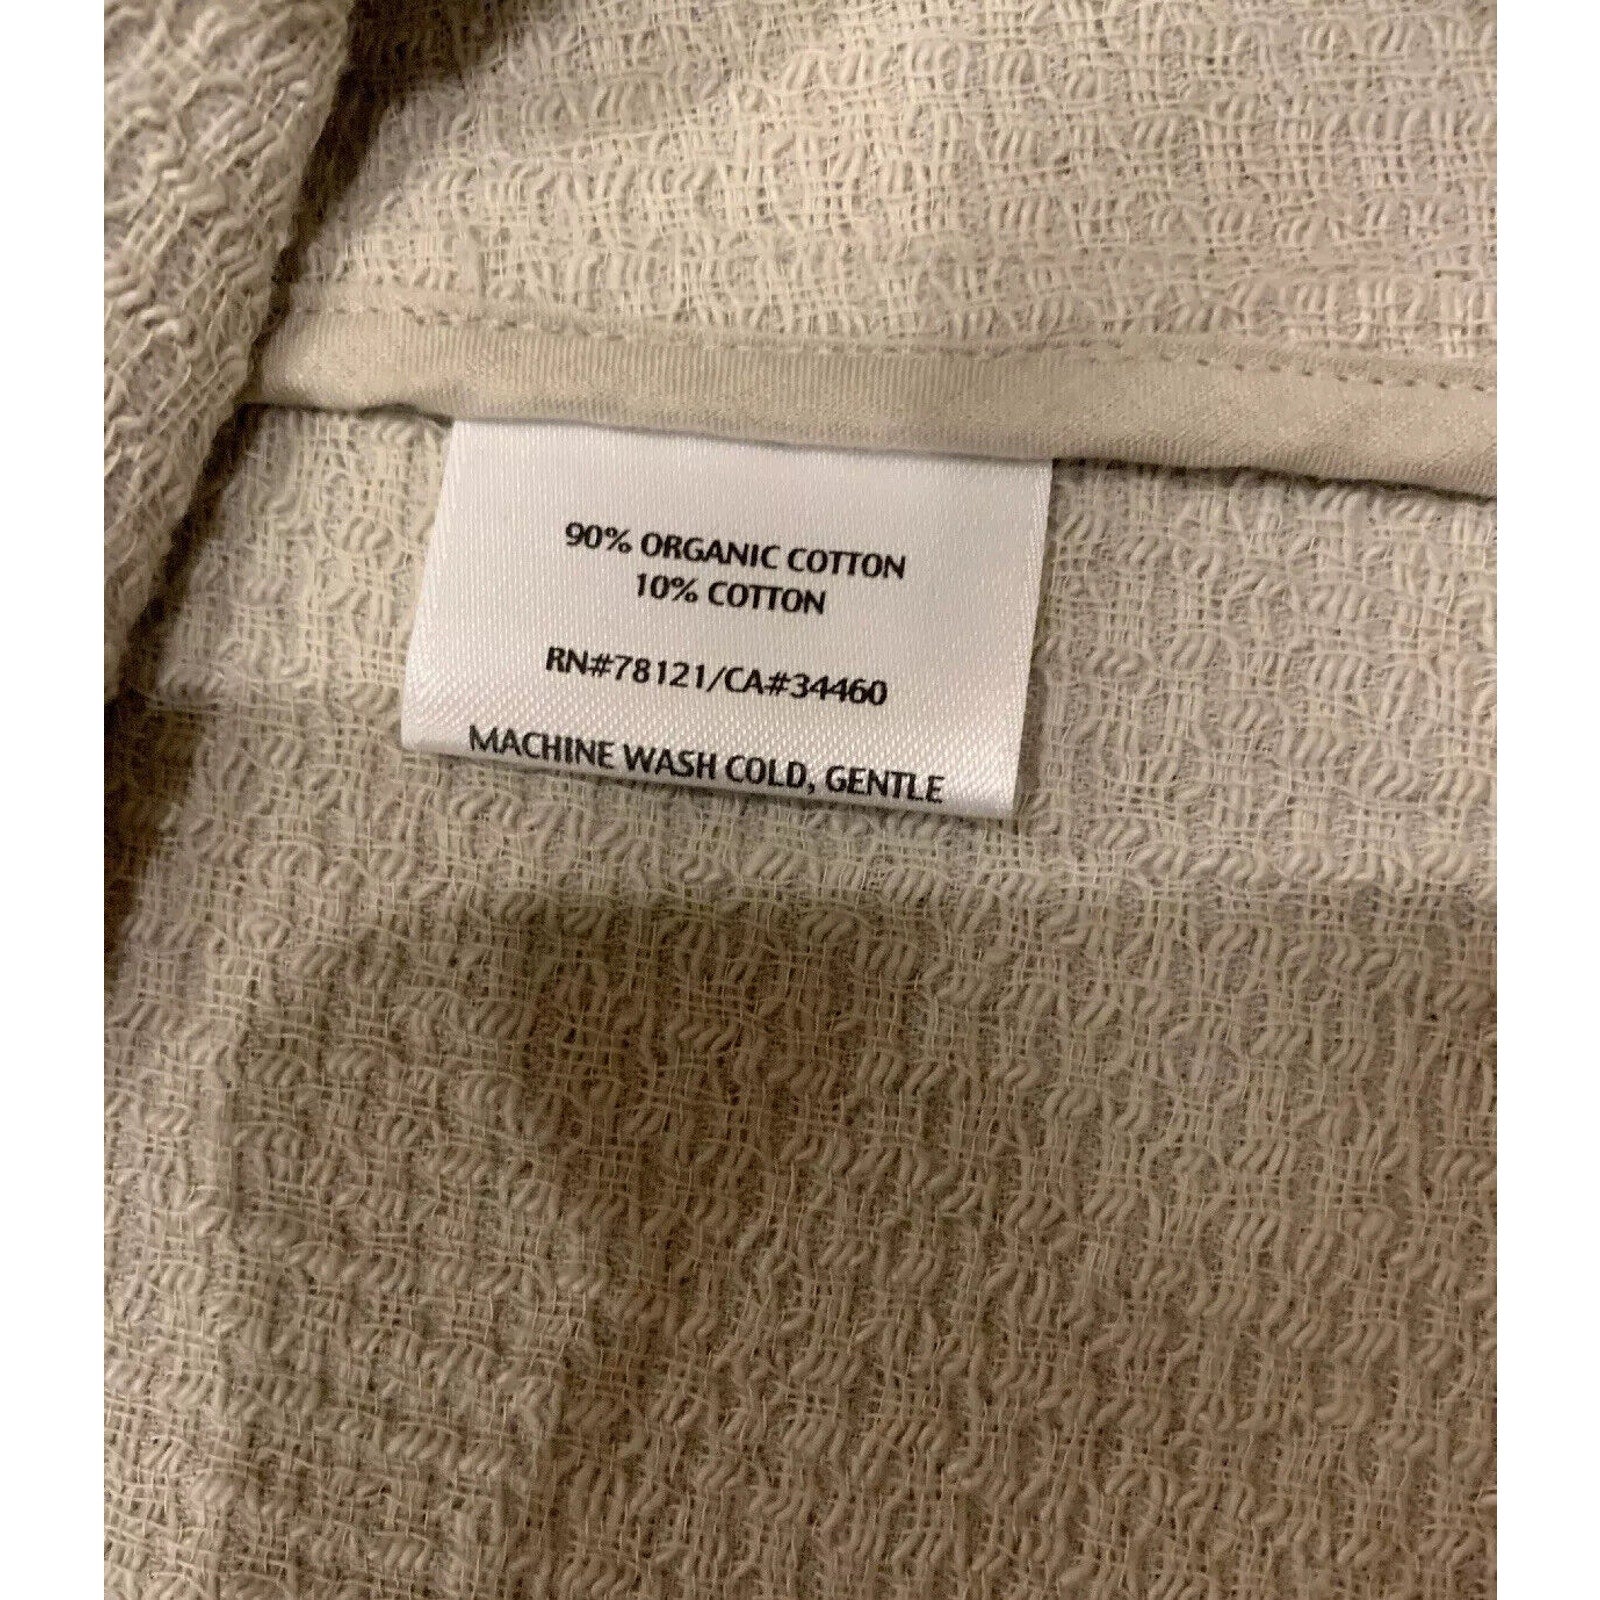 90% ORGANIC COTTON
10% COTTON
RN#78121/CA#34460
MACHINE WASH COLD, GENTLE